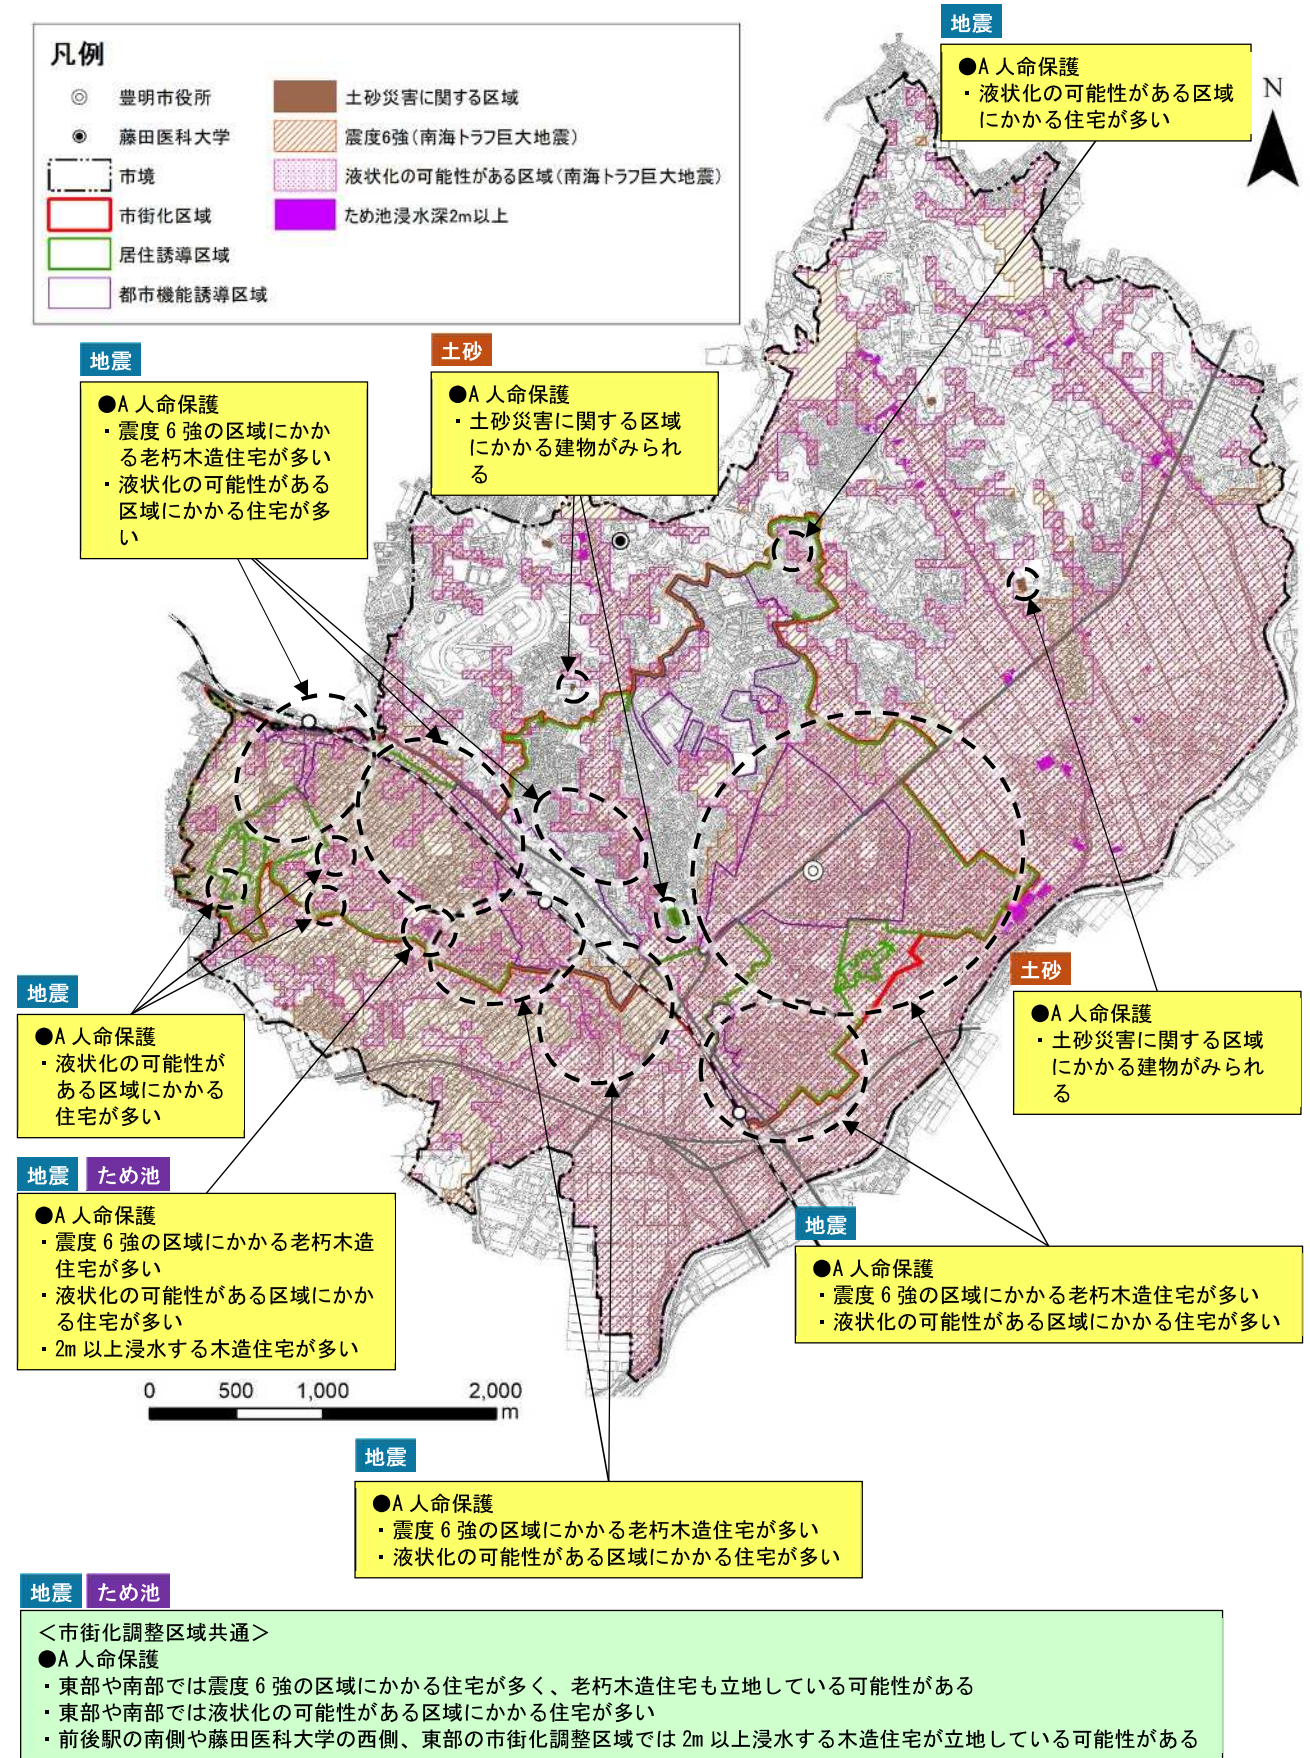 凡例
豊明市役所
藤田医科大学
市境
市街化区域
居住誘導区域
都市機能誘導区域
土砂災害に関する区域
震度6強(南海トラフ巨大地震)
液状化の可能性がある区域(南海トラフ巨大地震)
ため池浸水深2m以上
地震
●A 人命保護
・液状化の可能性がある区域
にかかる住宅が多い
N
地震
●A 人命保護
・震度 6 強の区域にかか
る老朽木造住宅が多い
・液状化の可能性がある
区域にかかる住宅が多
い
土砂
●A 人命保護
・土砂災害に関する区域
にかかる建物がみられ
る
地震
●A 人命保護
・液状化の可能性が
ある区域にかかる
住宅が多い
土砂
●A 人命保護
・土砂災害に関する区域
にかかる建物がみられ
る
地震 ため池
●A 人命保護
・震度 6 強の区域にかかる老朽木造
住宅が多い
・液状化の可能性がある区域にかか
る住宅が多い
・2m 以上浸水する木造住宅が多い
地震
●A 人命保護
・震度 6 強の区域にかかる老朽木造住宅が多い
・液状化の可能性がある区域にかかる住宅が多い
0 500 1,000 2,000
m
地震
●A 人命保護
・震度 6 強の区域にかかる老朽木造住宅が多い
・液状化の可能性がある区域にかかる住宅が多い
地震 ため池
＜市街化調整区域共通＞
●A 人命保護
・東部や南部では震度 6 強の区域にかかる住宅が多く、老朽木造住宅も立地している可能性がある
・東部や南部では液状化の可能性がある区域にかかる住宅が多い
・前後駅の南側や藤田医科大学の西側、東部の市街化調整区域では 2m 以上浸水する木造住宅が立地している可能性がある